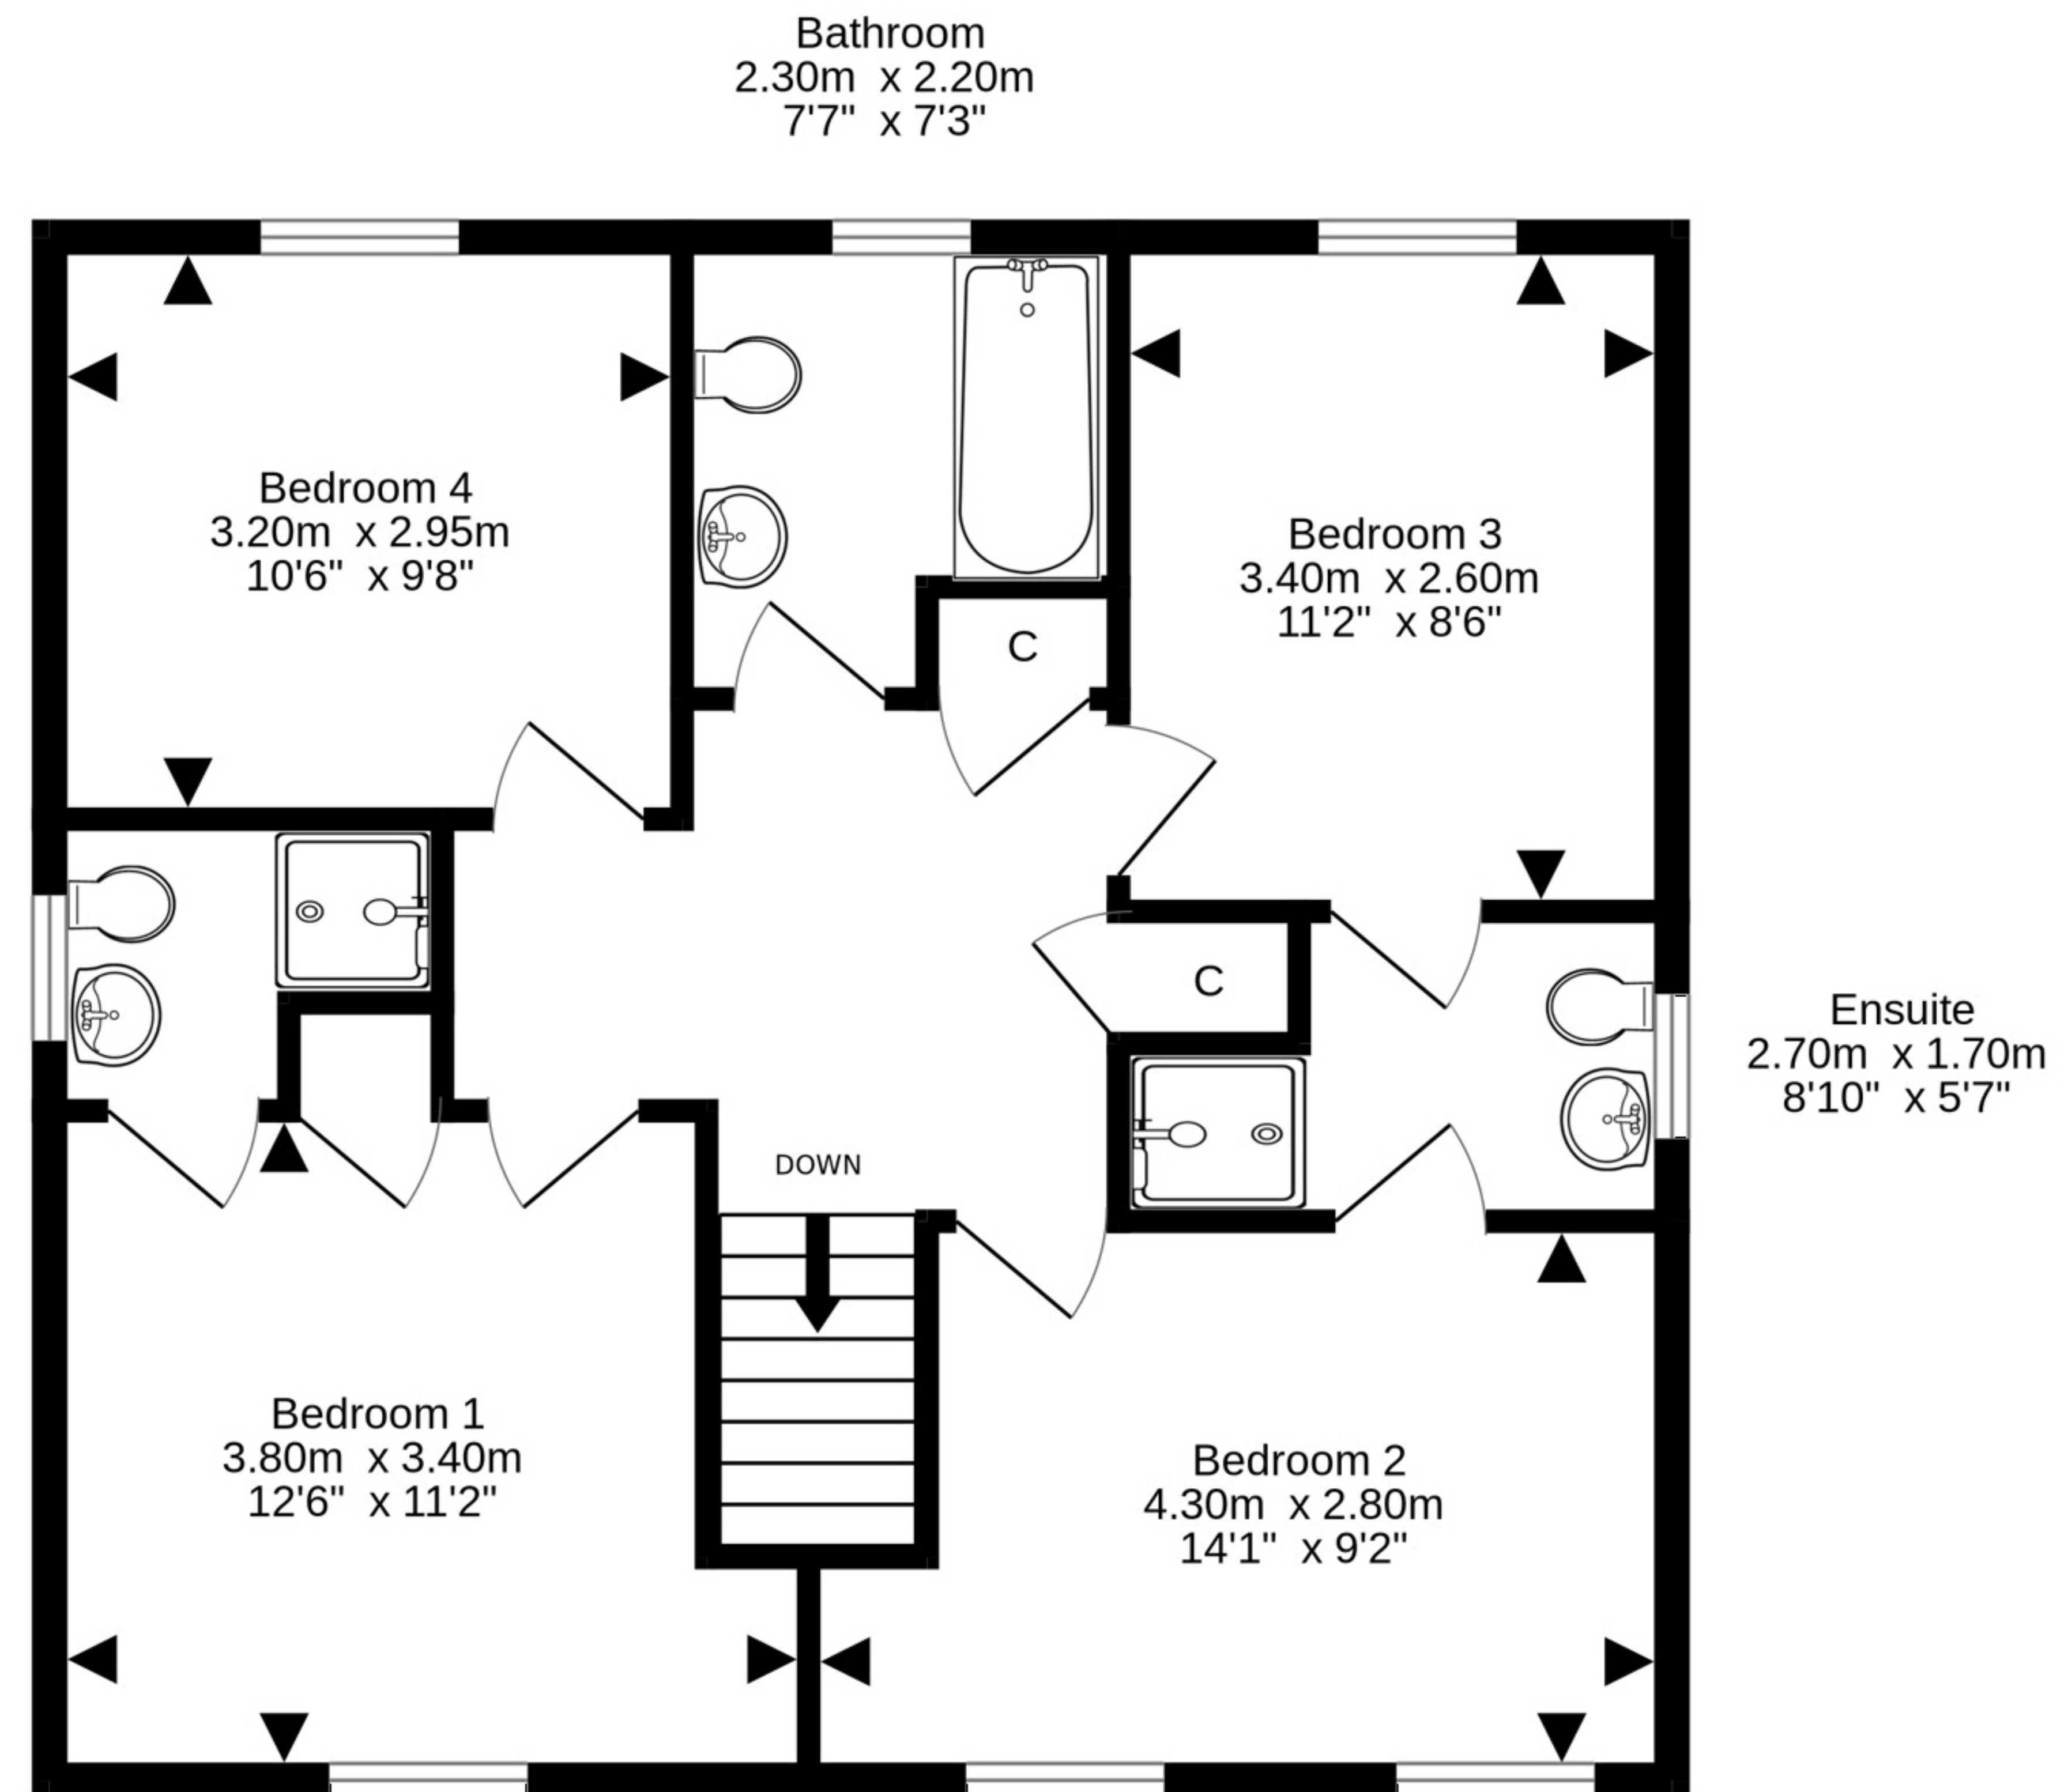 Bathroom
2.30m x 2.20m
7'7" x 7'3"
Bedroom 4
3.20m x 2.95m
10'6" x 9'8"
Bedroom 3
3.40m x 2.60m
11'2" x 8'6"
C
C
Ensuite
2.70m x 1.70m
8'10" x 5'7"
DOWN
Bedroom 1
3.80m x 3.40m
12'6" x 11'2"
Bedroom 2
4.30m x 2.80m
14'1" x 9'2"